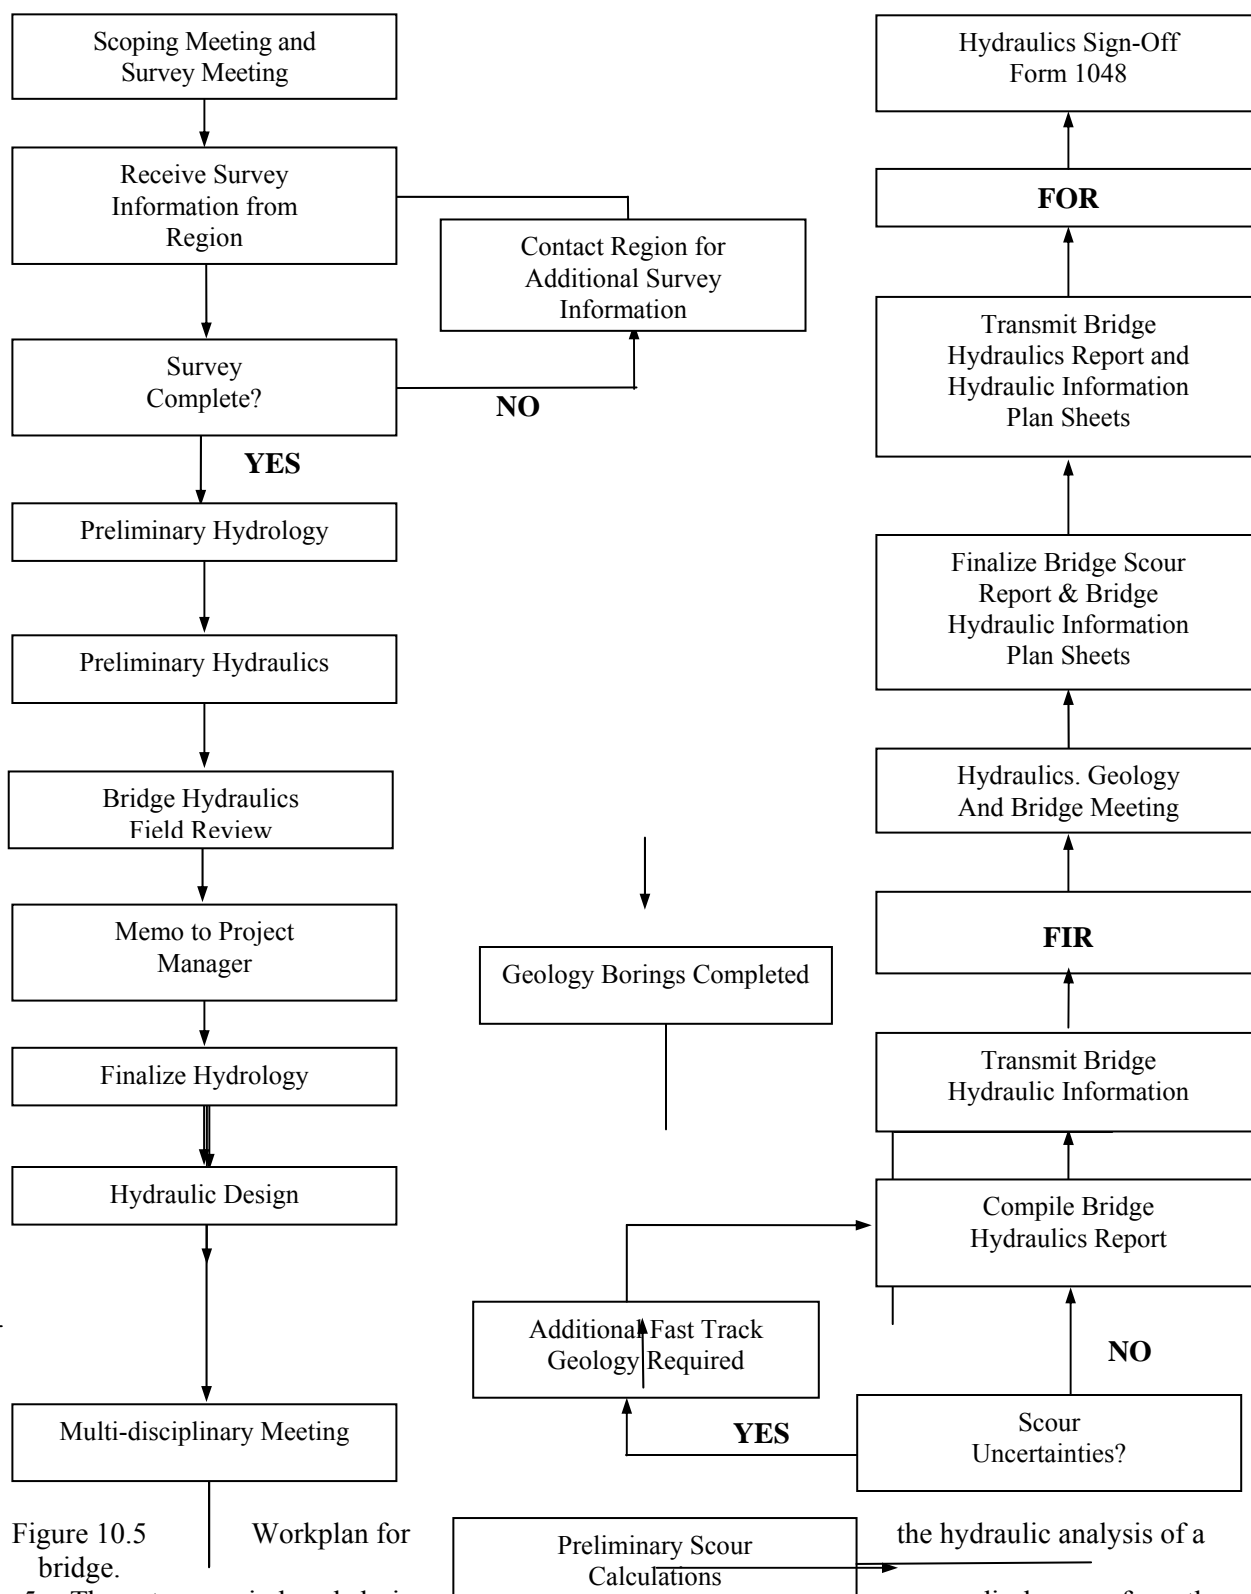 Scoping Meeting and
Survey Meeting
Receive Survey
Information from
Region
Contact Region for
Additional Survey
Information
Survey
Complete?
NO
YES
Preliminary Hydrology
Preliminary Hydraulics
Bridge Hydraulics
Field Review
Memo to Project
Manager
Finalize Hydrology
Hydraulic Design
Multi-disciplinary Meeting
Geology Borings Completed
Additional Fast Track
Geology Required
YES
Preliminary Scour
Calculations
Hydraulics Sign-Off
Form 1048
FOR
Transmit Bridge
Hydraulics Report and
Hydraulic Information
Plan Sheets
Finalize Bridge Scour
Report & Bridge
Hydraulic Information
Plan Sheets
Hydraulics. Geology
And Bridge Meeting
FIR
Transmit Bridge
Hydraulic Information
Compile Bridge
Hydraulics Report
NO
Scour
Uncertainties?
Figure 10.5 Workplan for the hydraulic analysis of a
bridge.